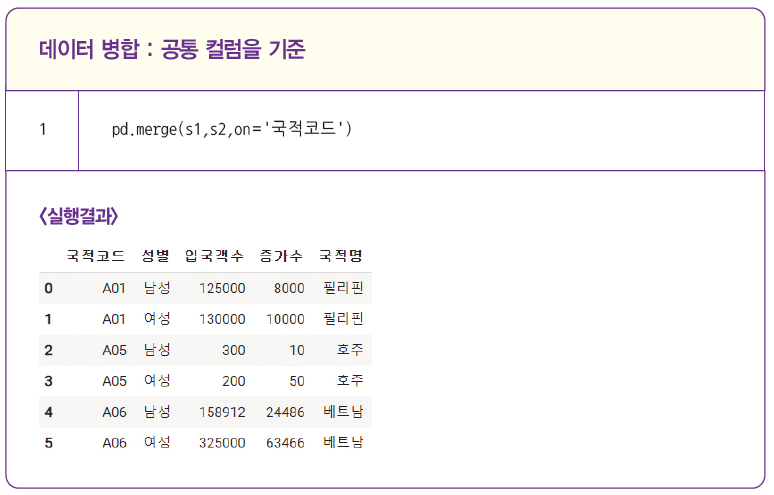 데이터 병합 : 공통 컬럼을 기준
1 pd.merge(s1,s2,on='국적코드')
<실행결과>
국적코드 성별 입국객수 증가수 국적명
0 A01 남성 125000 8000 필리핀
1 A01 여성 130000 10000 필리핀
2 A05 남성 300 10 호주
3 A05 여성 200 50 호주
4 A06 남성 158912 24486 베트남
5 A06 여성 325000 63466 베트남